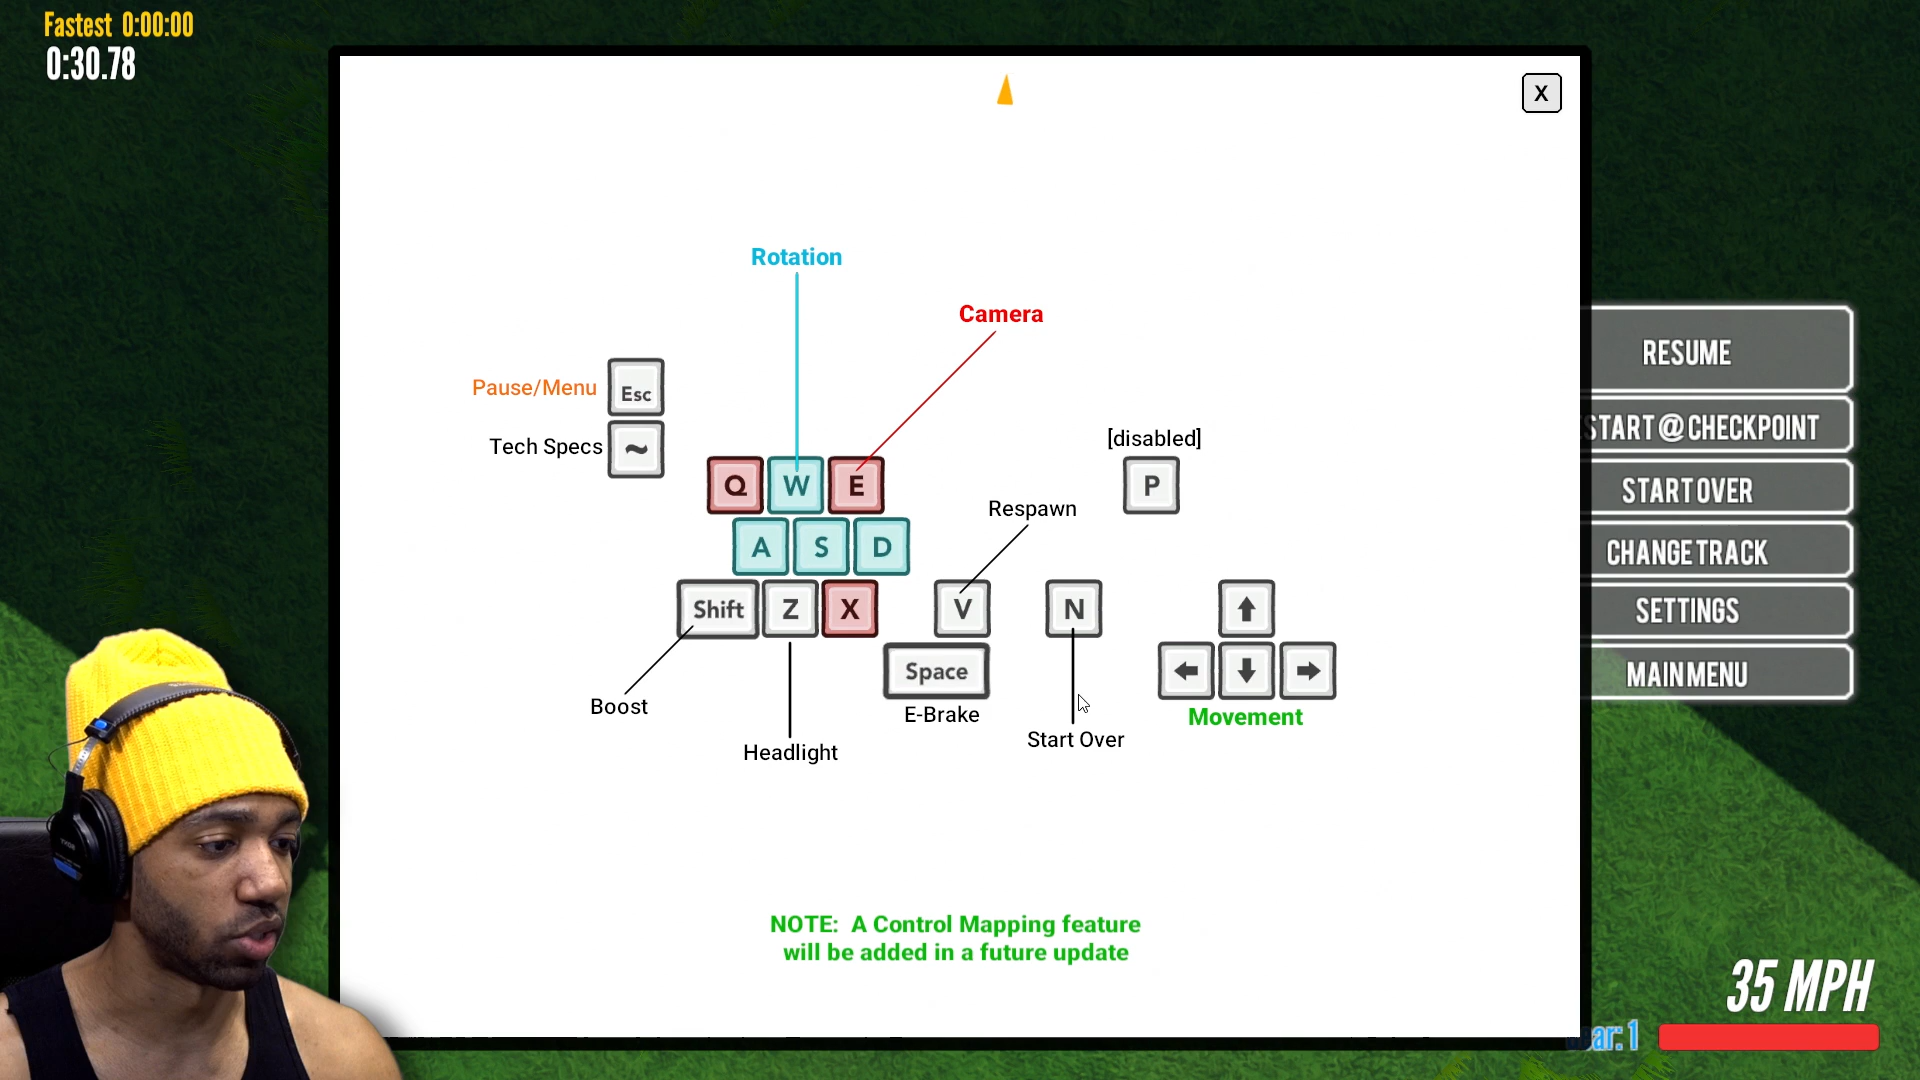 Fastest 0:00:00
0:30.78
X
Rotation
Camera
Pause/Menu Esc
Tech Specs ~
[disabled]
Q W E
P
Respawn
A S D
Shift Z X V N
Space
Boost
E-Brake
Movement
Start Over
Headlight
NOTE: A Control Mapping feature
will be added in a future update
RESUME
START @ CHECKPOINT
START OVER
CHANGE TRACK
SETTINGS
MAIN MENU
35 MPH
ar: 1